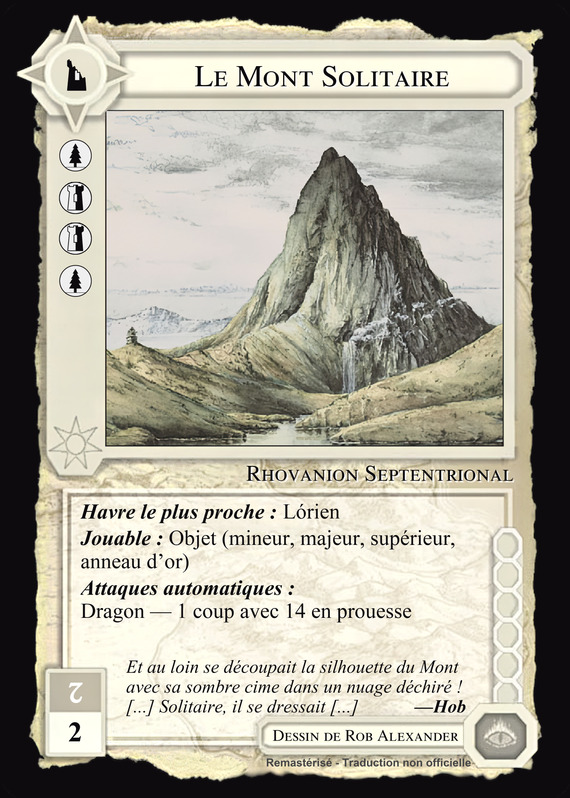 Le Mont Solitaire
Rhovanion Septentrional
Havre le plus proche : Lórien
Jouable : Objet (mineur, majeur, supérieur,
anneau d’or)
Attaques automatiques :
Dragon — 1 coup avec 14 en prouesse
Et au loin se découpait la silhouette du Mont
avec sa sombre cime dans un nuage déchiré !
[...] Solitaire, il se dressait [...] —Hob
2
2
Dessin de Rob Alexander
Remastérisé - Traduction non officielle